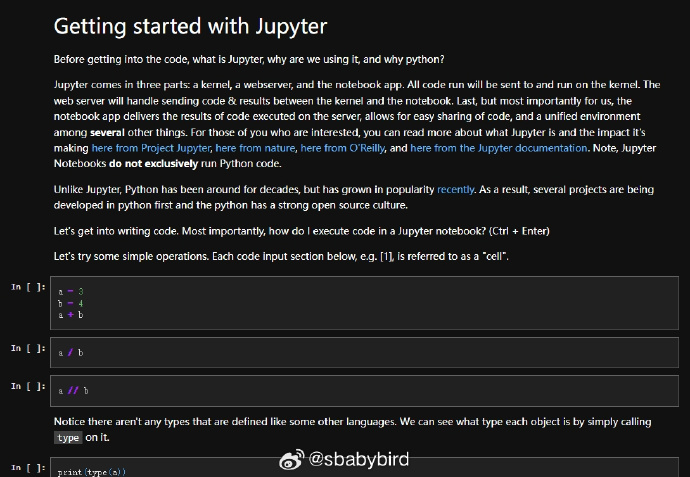 Getting started with Jupyter
Before getting into the code, what is Jupyter, why are we using it, and why python?
Jupyter comes in three parts: a kernel, a webserver, and the notebook app. All code run will be sent to and run on the kernel. The
web server will handle sending code & results between the kernel and the notebook. Last, but most importantly for us, the
notebook app delivers the results of code executed on the server, allows for easy sharing of code, and a unified environment
among several other things. For those of you who are interested, you can read more about what Jupyter is and the impact it's
making here from Project Jupyter, here from nature, here from O'Reilly, and here from the Jupyter documentation. Note, Jupyter
Notebooks do not exclusively run Python code.
Unlike Jupyter, Python has been around for decades, but has grown in popularity recently. As a result, several projects are being
developed in python first and the python has a strong open source culture.
Let's get into writing code. Most importantly, how do I execute code in a Jupyter notebook? (Ctrl + Enter)
Let's try some simple operations. Each code input section below, e.g. [1], is referred to as a "cell".
In [ ]: a = 3
b = 4
a + b
In [ ]: a / b
In [ ]: a // b
Notice there aren't any types that are defined like some other languages. We can see what type each object is by simply calling
type on it.
In [ ]: print(type(a))
@sbabybird